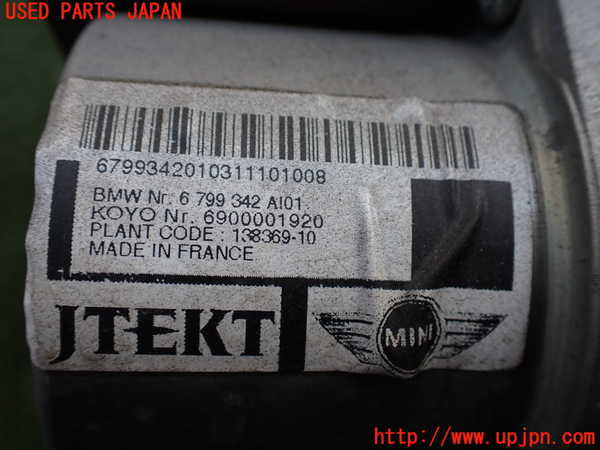 USED PARTS JAPAN
6799342010311101008
BMW Nr. 6 799 342 AI01.
KOYO Nr. 6900001920
PLANT CODE : 138369-10
MADE IN FRANCE
JTEKT
MINI
http://www.upjpn.com/